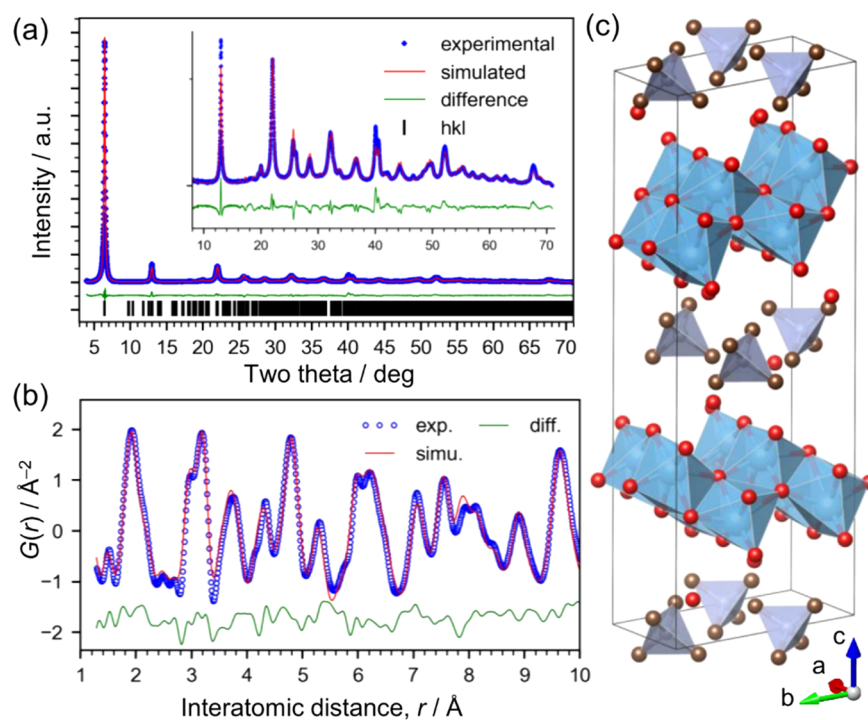 (a)
Intensity / a.u.
experimental
simulated
difference
hkl
10 20 30 40 50 60 70
5 10 15 20 25 30 35 40 45 50 55 60 65 70
Two theta / deg
(b)
G(r) / Å⁻²
exp.
diff.
simu.
2
1
0
−1
−2
1 2 3 4 5 6 7 8 9 10
Interatomic distance, r / Å
(c)
c
a
b